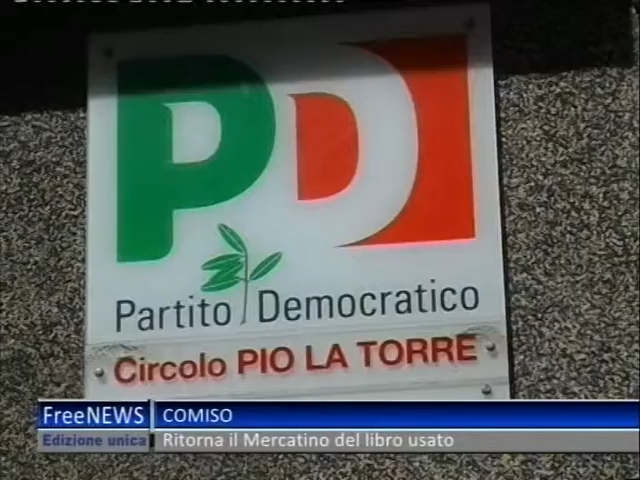 PD
Partito Democratico
Circolo PIO LA TORRE
FreeNEWS COMISO
Edizione unica Ritorna il Mercatino del libro usato